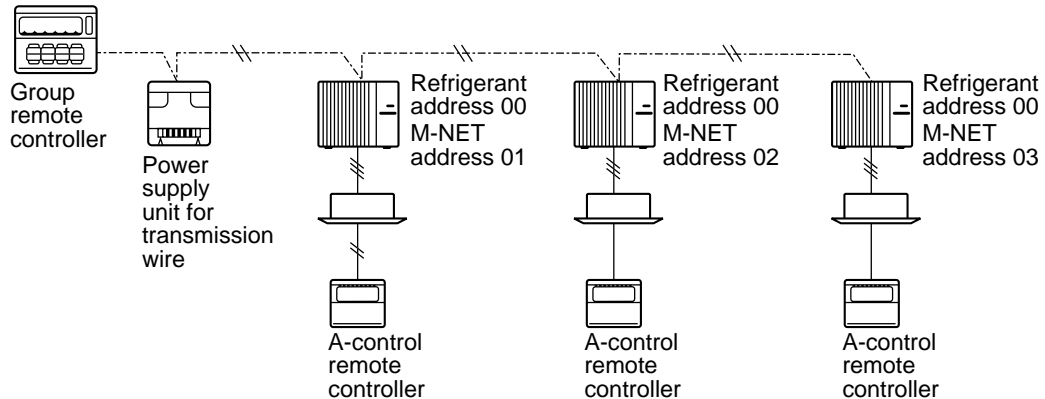 Group
remote
controller
Power
supply
unit for
transmission
wire
Refrigerant
address 00
M-NET
address 01
Refrigerant
address 00
M-NET
address 02
Refrigerant
address 00
M-NET
address 03
A-control
remote
controller
A-control
remote
controller
A-control
remote
controller